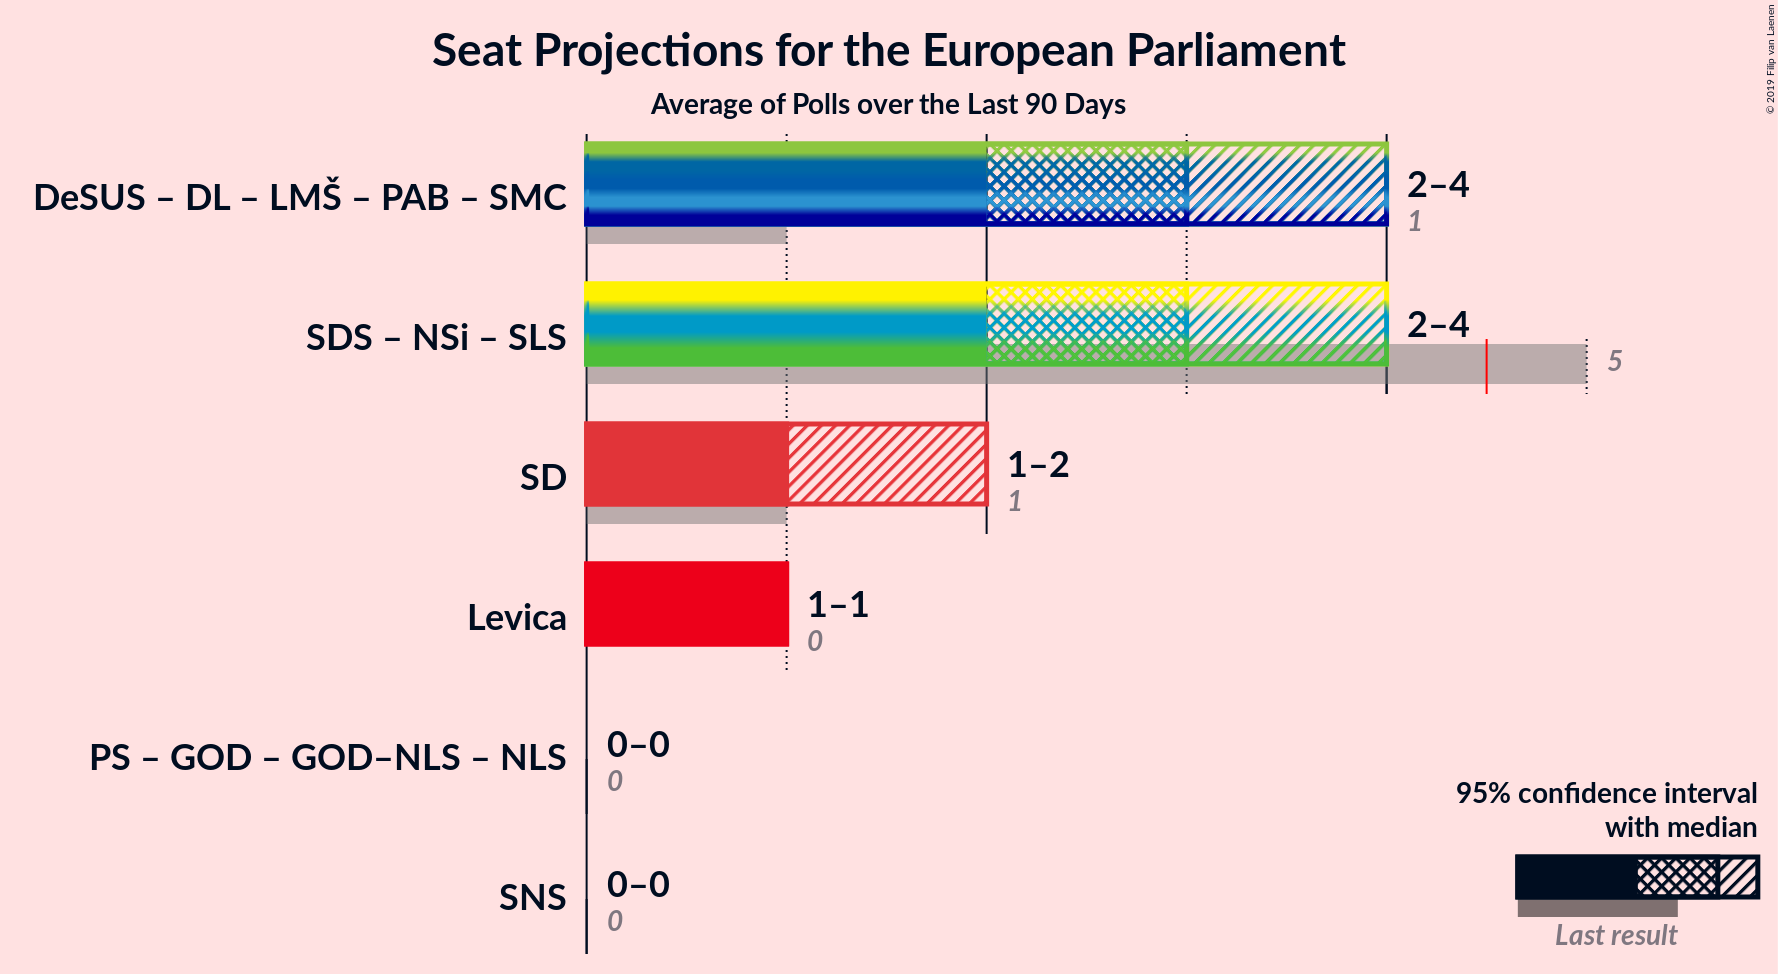 Seat Projections for the European Parliament
Average of Polls over the Last 90 Days
© 2019 Filip van Laenen
DeSUS – DL – LMŠ – PAB – SMC
2–4
1
SDS – NSi – SLS
2–4
5
SD
1–2
1
Levica
1–1
0
PS – GOD – GOD–NLS – NLS
0–0
0
SNS
0–0
0
95% confidence interval
with median
Last result